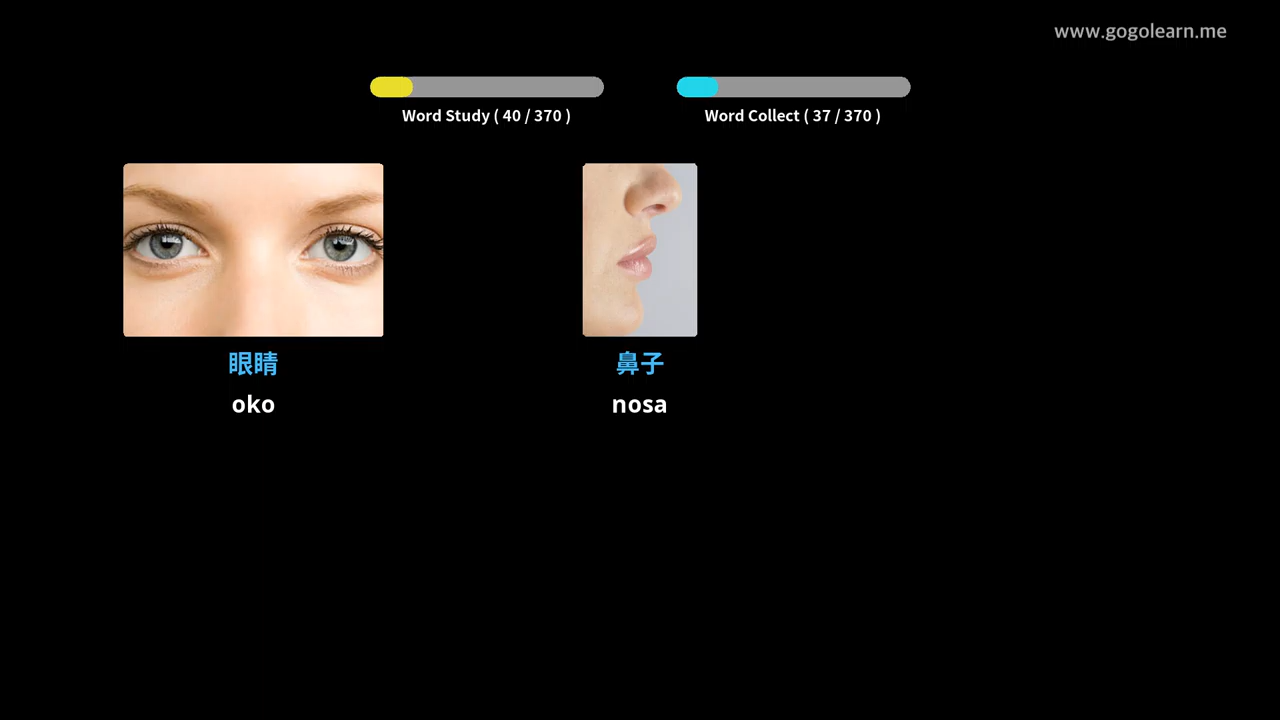 www.gogolearn.me
Word Study ( 40 / 370 )
Word Collect ( 37 / 370 )
眼睛
oko
鼻子
nosa